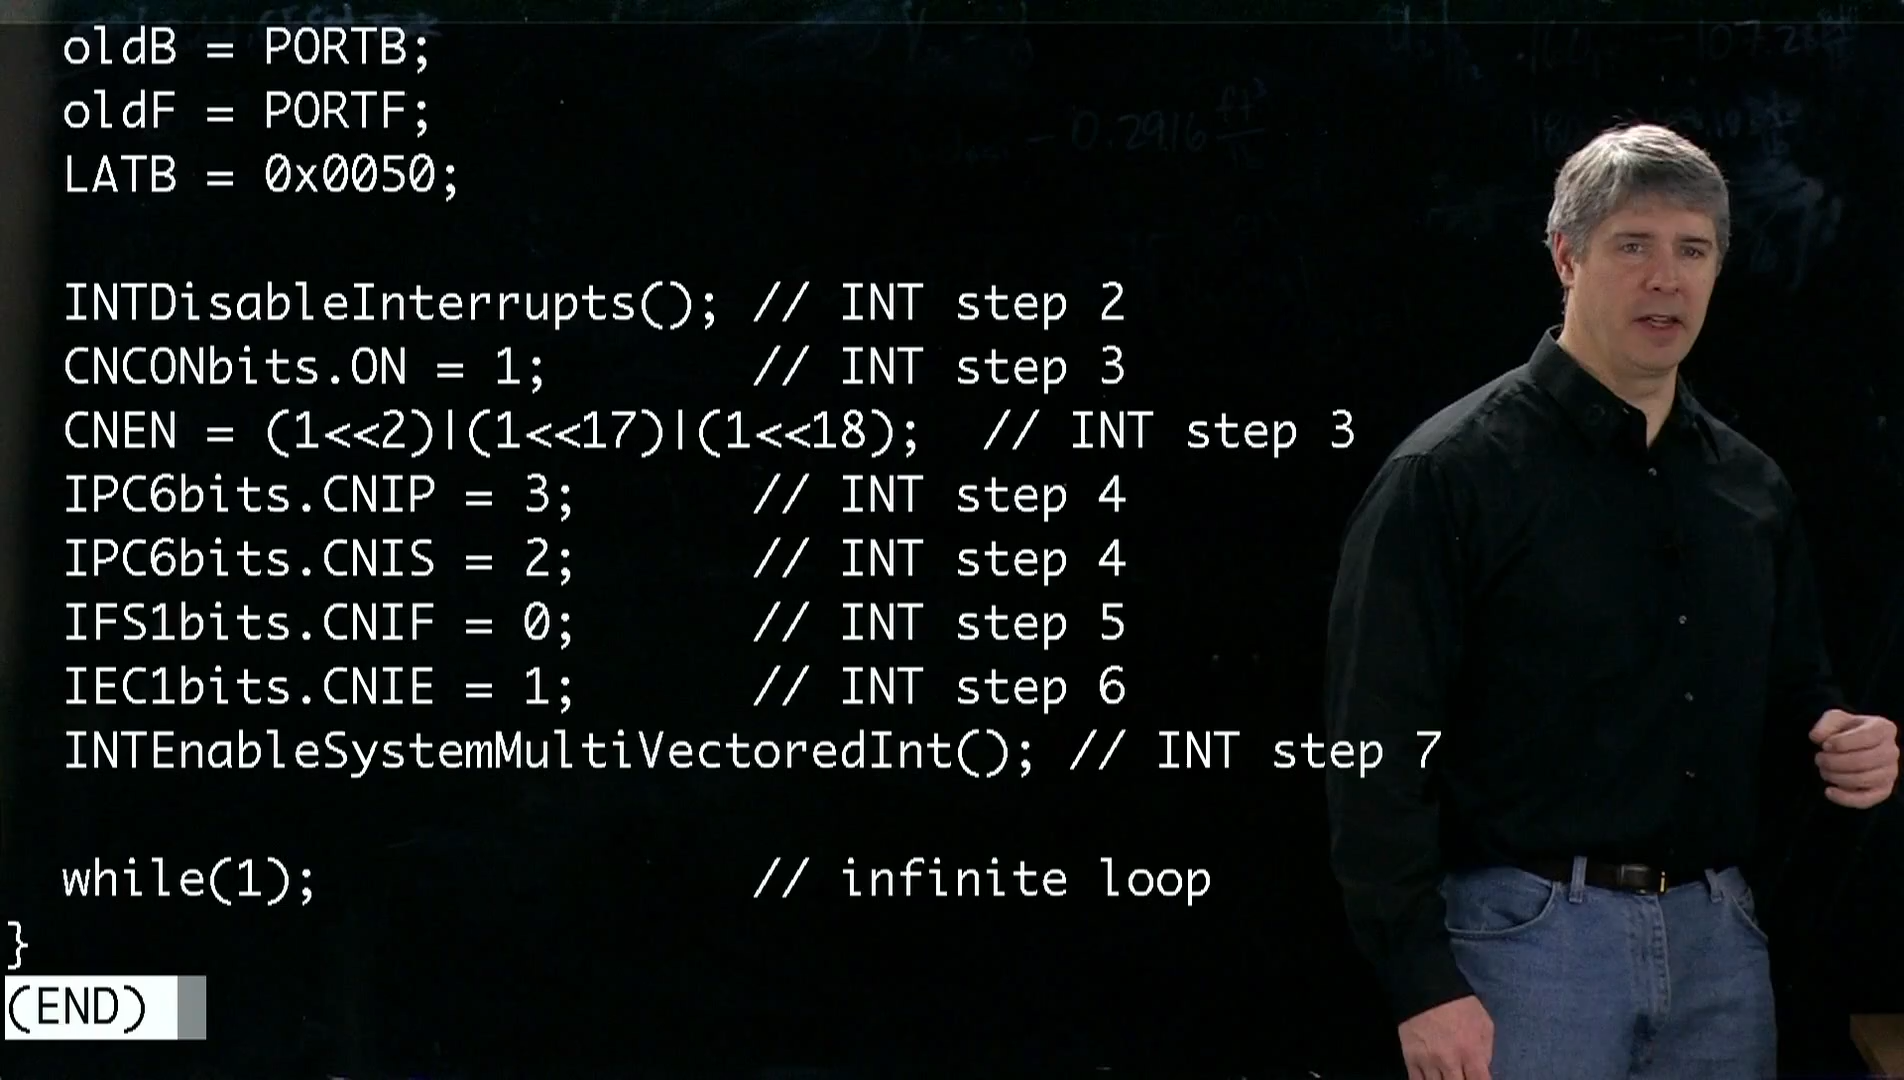 oldB = PORTB;
oldF = PORTF;
LATB = 0x0050;
INTDisableInterrupts(); // INT step 2
CNCONbits.ON = 1; // INT step 3
CNEN = (1<<2)|(1<<17)|(1<<18); // INT step 3
IPC6bits.CNIP = 3; // INT step 4
IPC6bits.CNIS = 2; // INT step 4
IFS1bits.CNIF = 0; // INT step 5
IEC1bits.CNIE = 1; // INT step 6
INTEnableSystemMultiVectoredInt(); // INT step 7
while(1); // infinite loop
}
(END)
- 0.2916 ft³